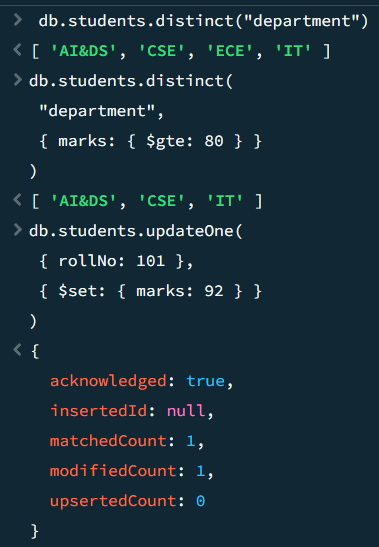 > db.students.distinct("department")
< [ 'AI&DS', 'CSE', 'ECE', 'IT' ]
> db.students.distinct(
"department",
{ marks: { $gte: 80 } }
)
< [ 'AI&DS', 'CSE', 'IT' ]
> db.students.updateOne(
{ rollNo: 101 },
{ $set: { marks: 92 } }
)
< {
acknowledged: true,
insertedId: null,
matchedCount: 1,
modifiedCount: 1,
upsertedCount: 0
}